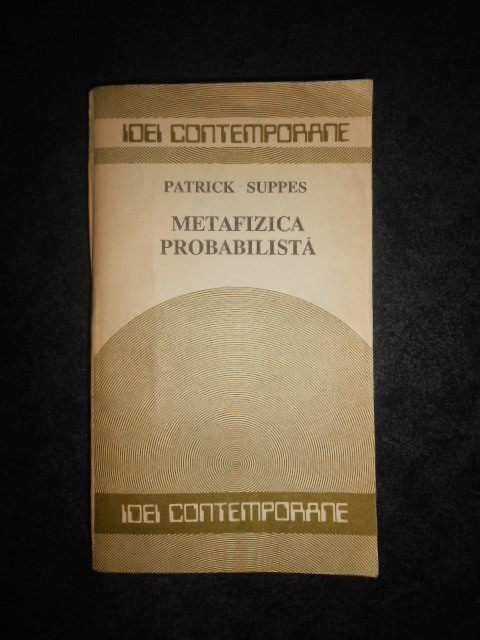 IDEI CONTEMPORANE
PATRICK SUPPES
METAFIZICA
PROBABILISTĂ
IDEI CONTEMPORANE